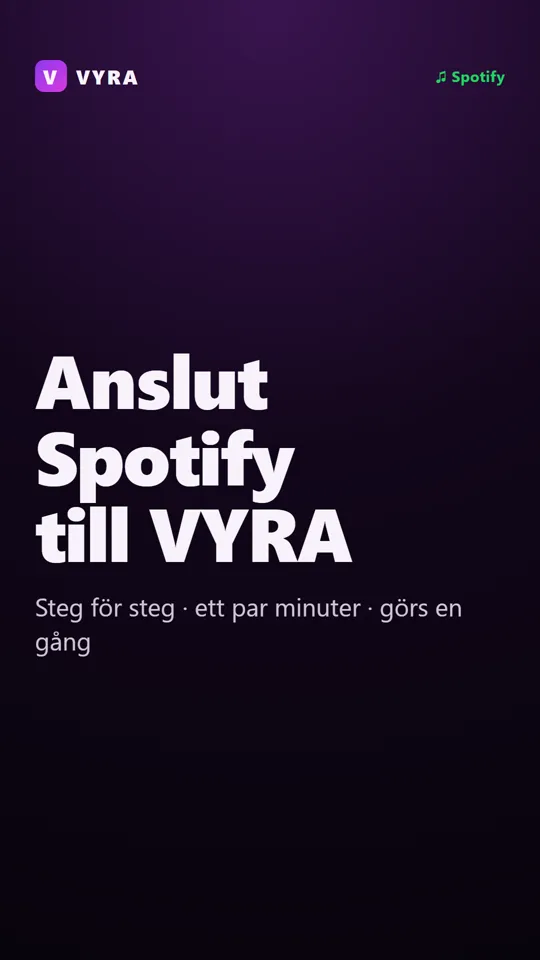 V VYRA
♫ Spotify
Anslut
Spotify
till VYRA
Steg för steg · ett par minuter · görs en
gång